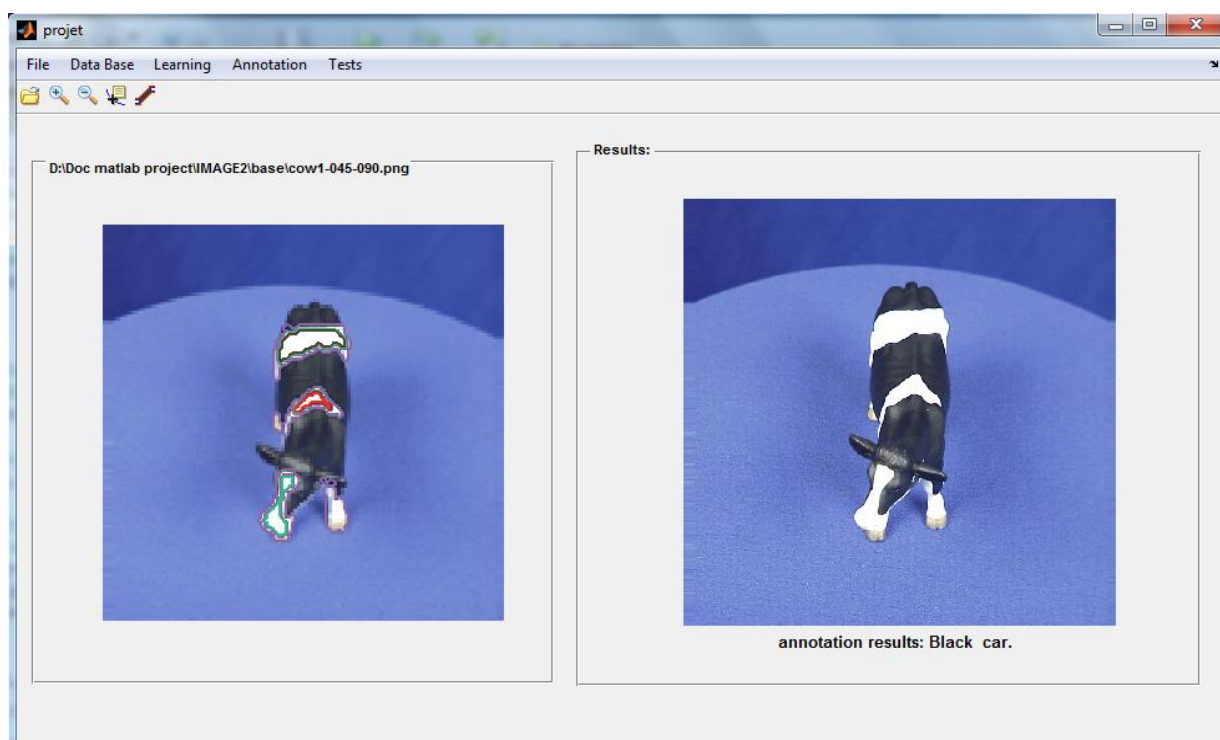 projet
File Data Base Learning Annotation Tests
D:\Doc matlab project\IMAGE2\base\cow1-045-090.png
Results:
annotation results: Black car.